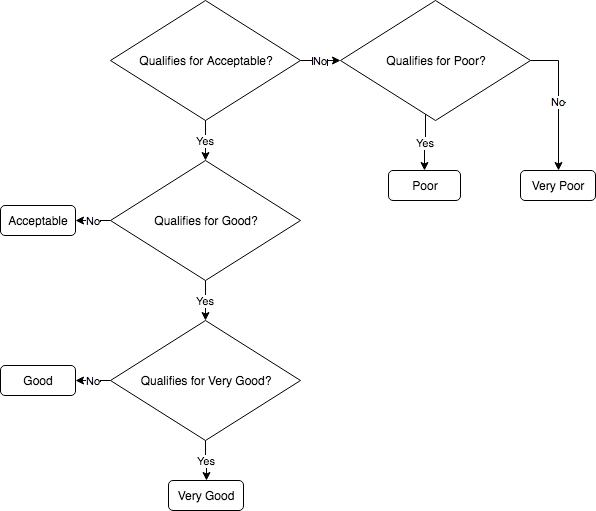 Qualifies for Acceptable?
No
Qualifies for Poor?
No
Yes
Yes
Poor
Very Poor
Acceptable
No
Qualifies for Good?
Yes
Good
No
Qualifies for Very Good?
Yes
Very Good